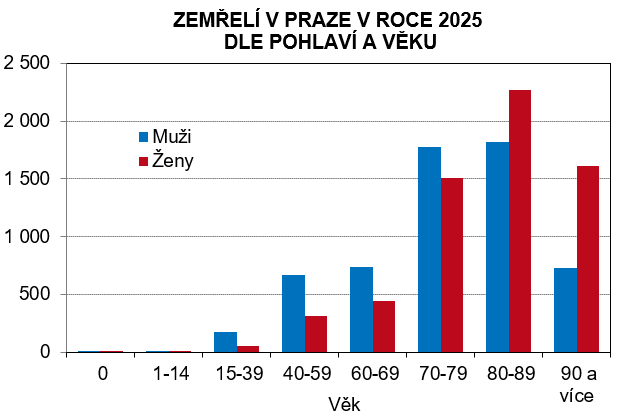 ZEMŘELÍ V PRAZE V ROCE 2025
DLE POHLAVÍ A VĚKU
2 500
2 000
1 500
1 000
500
0
Muži
Ženy
0 1-14 15-39 40-59 60-69 70-79 80-89 90 a
více
Věk